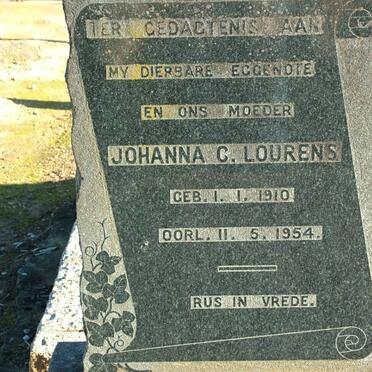 TER GEDAGTENIS AAN
MY DIERBARE EGGENOTE
EN ONS MOEDER
JOHANNA C. LOURENS
GEB. 1. 1. 1910
OORL. 11. 5. 1954.
RUS IN VREDE.